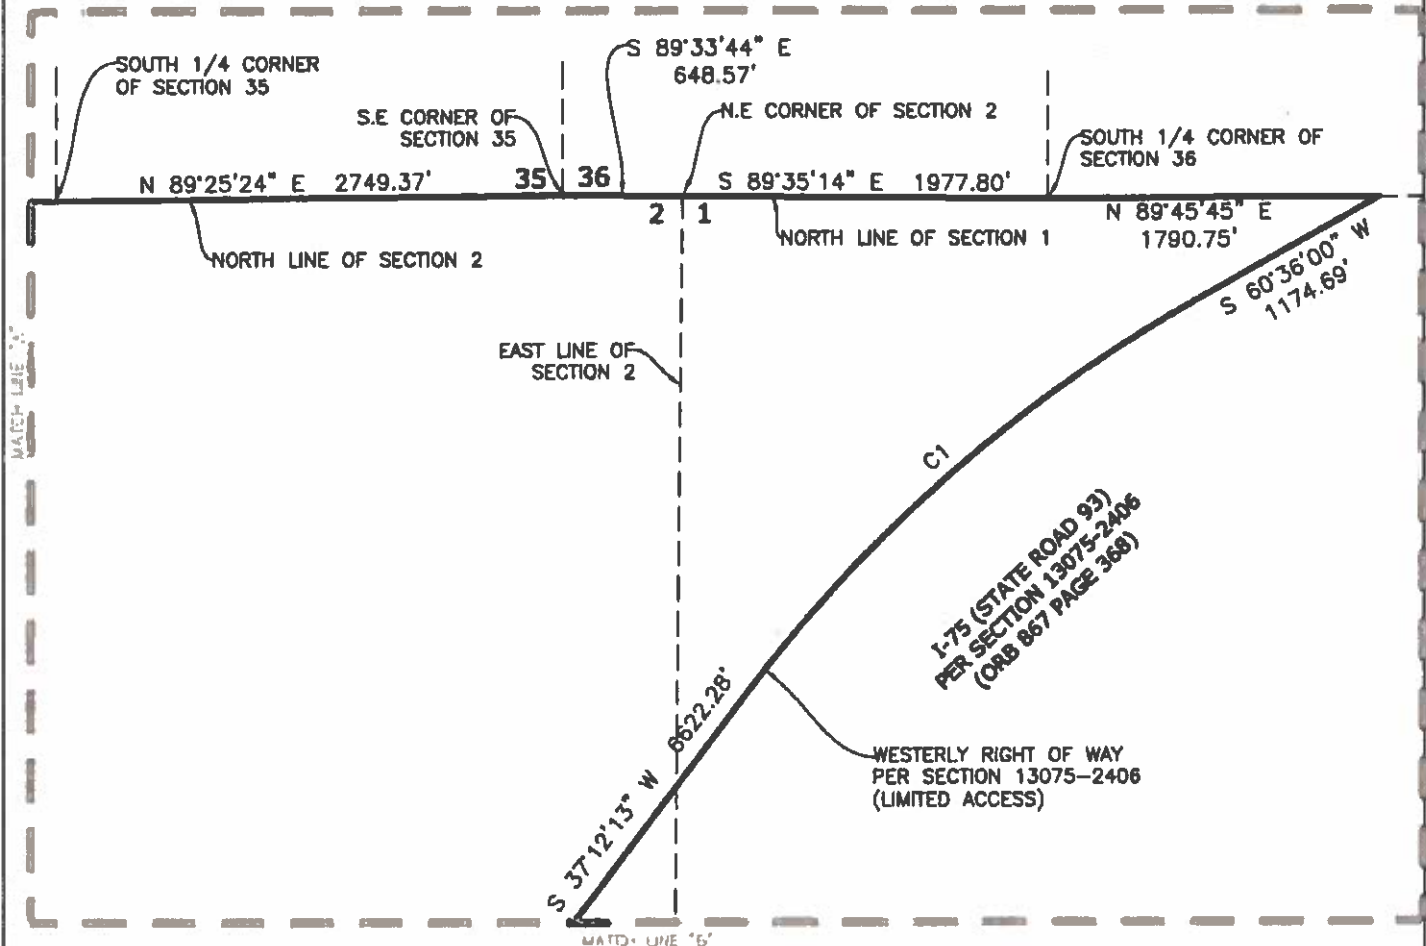 S 89°33'44" E
648.57'
SOUTH 1/4 CORNER
OF SECTION 35
S.E CORNER OF
SECTION 35
N.E CORNER OF SECTION 2
SOUTH 1/4 CORNER OF
SECTION 36
N 89°25'24" E 2749.37'
35 36
S 89°35'14" E 1977.80'
2 1
N 89°45'45" E
1790.75'
NORTH LINE OF SECTION 2
NORTH LINE OF SECTION 1
S 60°36'00" W
1174.69'
MATCH LINE "A"
EAST LINE OF
SECTION 2
C1
I-75 (STATE ROAD 93)
PER SECTION 13075-2406
(ORB 867 PAGE 368)
S 37°12'13" W 6622.28'
WESTERLY RIGHT OF WAY
PER SECTION 13075-2406
(LIMITED ACCESS)
MATCH LINE